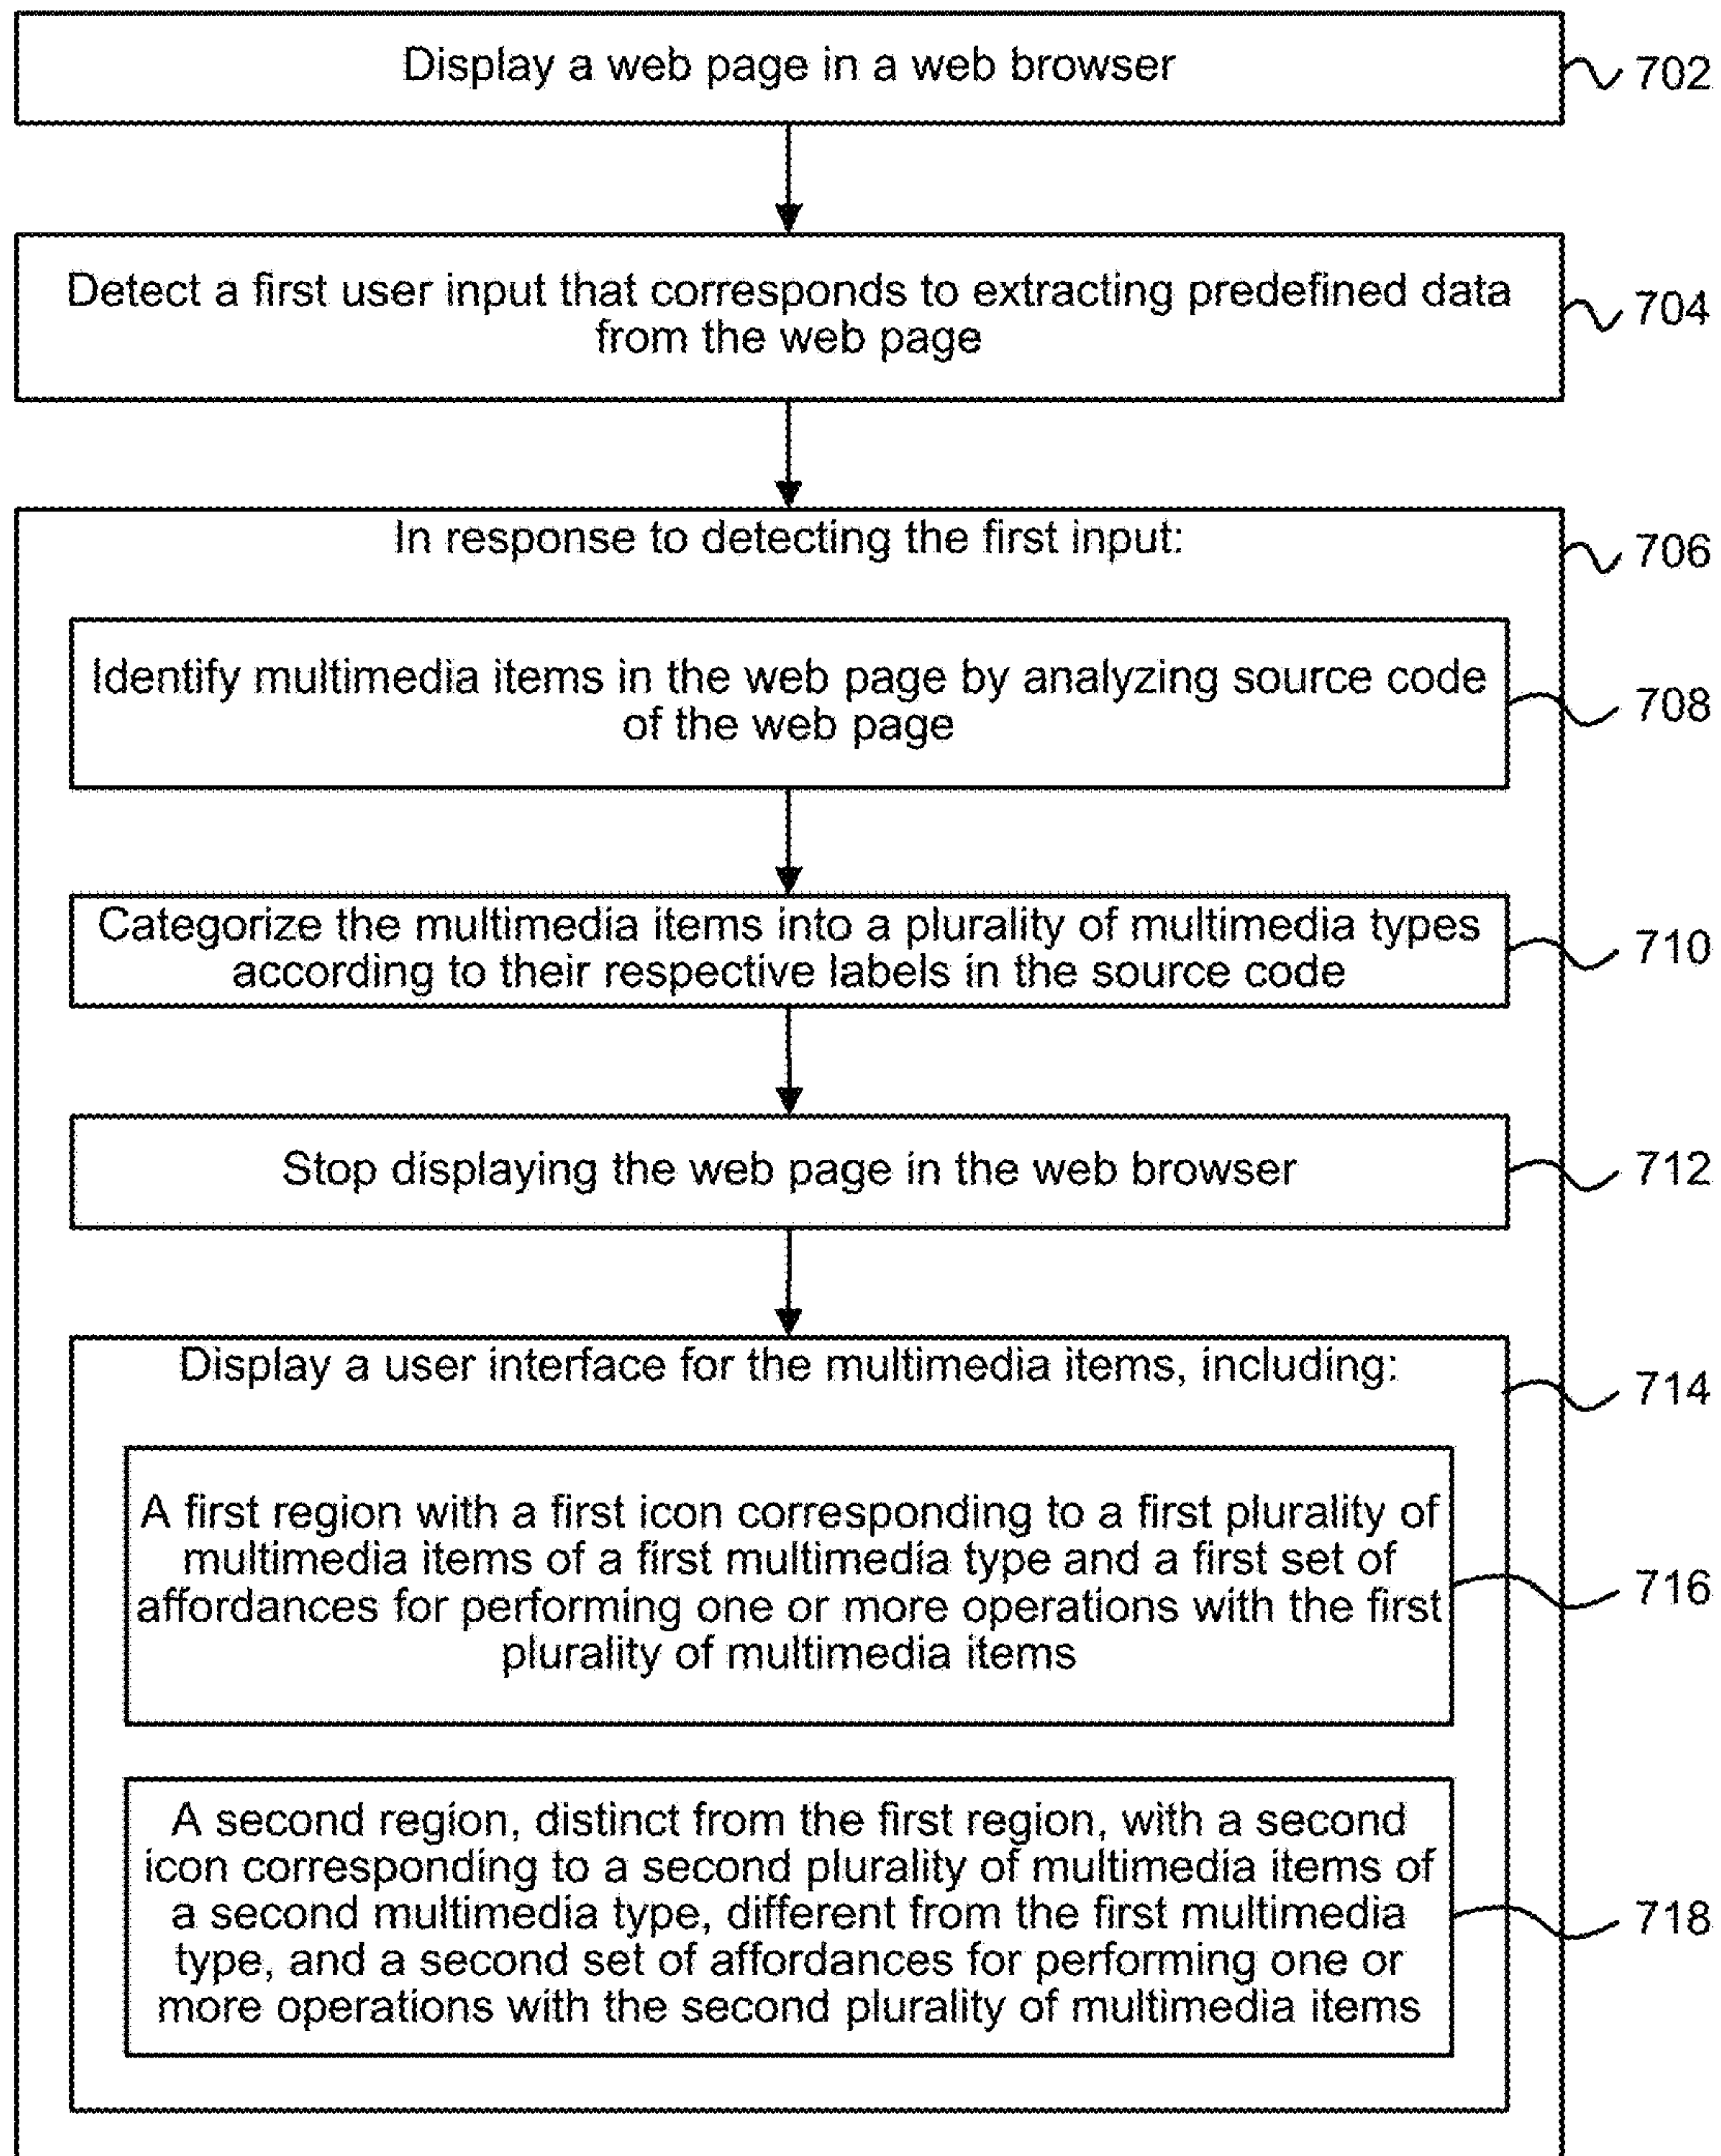 Display a web page in a web browser
702
Detect a first user input that corresponds to extracting predefined data
from the web page
704
In response to detecting the first input:
706
Identify multimedia items in the web page by analyzing source code
of the web page
708
Categorize the multimedia items into a plurality of multimedia types
according to their respective labels in the source code
710
Stop displaying the web page in the web browser
712
Display a user interface for the multimedia items, including:
714
A first region with a first icon corresponding to a first plurality of
multimedia items of a first multimedia type and a first set of
affordances for performing one or more operations with the first
plurality of multimedia items
716
A second region, distinct from the first region, with a second
icon corresponding to a second plurality of multimedia items of
a second multimedia type, different from the first multimedia
type, and a second set of affordances for performing one or
more operations with the second plurality of multimedia items
718